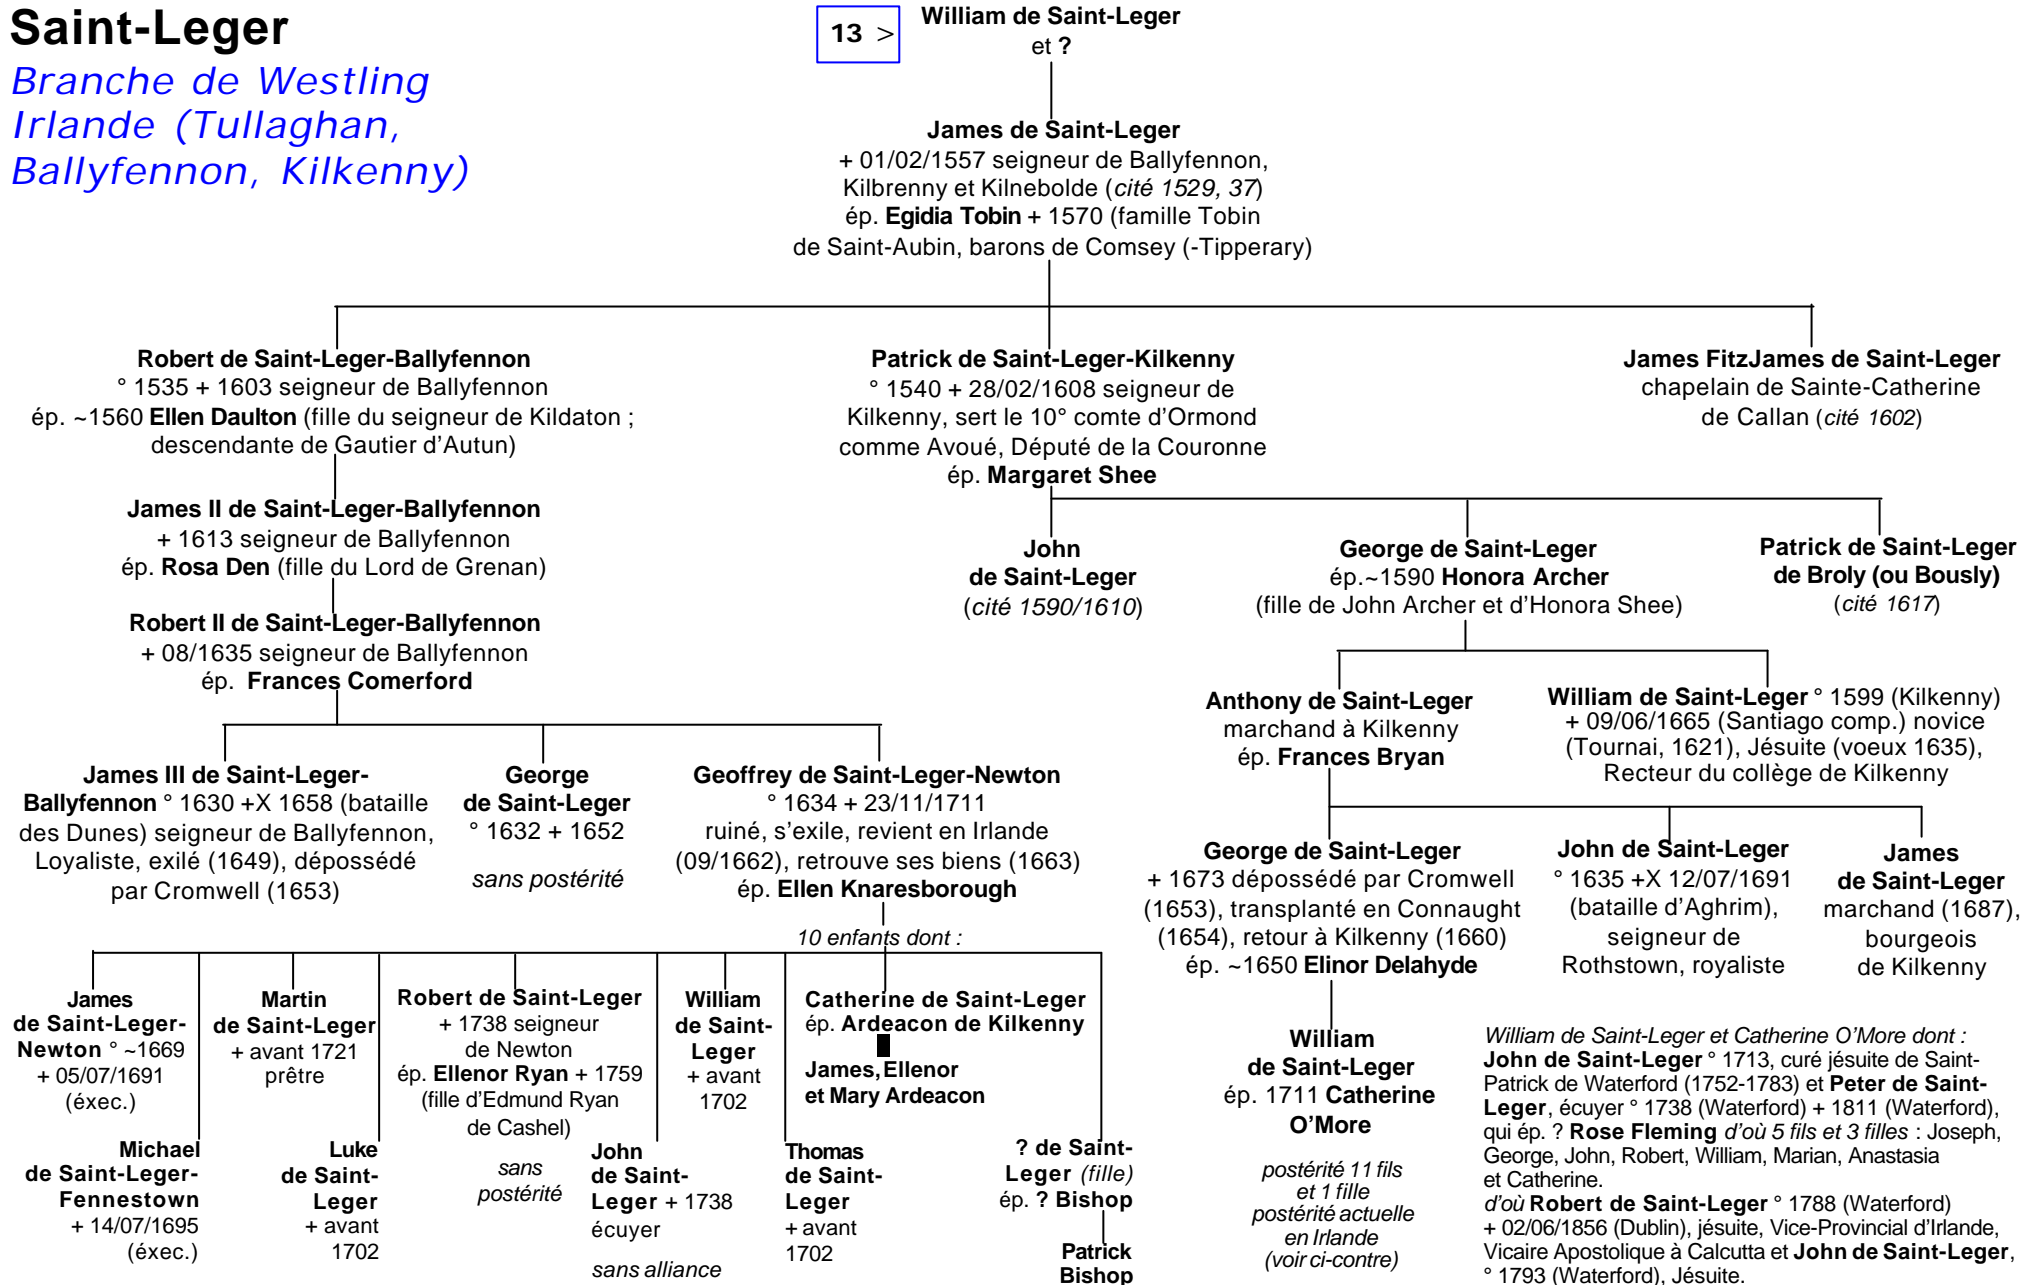 Saint-Leger
Branche de Westling
Irlande (Tullaghan,
Ballyfennon, Kilkenny)
13 >
William de Saint-Leger
et ?
James de Saint-Leger
+ 01/02/1557 seigneur de Ballyfennon,
Kilbrenny et Kilnebolde (cité 1529, 37)
ép. Egidia Tobin + 1570 (famille Tobin
de Saint-Aubin, barons de Comsey (-Tipperary)
Robert de Saint-Leger-Ballyfennon
° 1535 + 1603 seigneur de Ballyfennon
ép. ~1560 Ellen Daulton (fille du seigneur de Kildaton ;
descendante de Gautier d'Autun)
Patrick de Saint-Leger-Kilkenny
° 1540 + 28/02/1608 seigneur de
Kilkenny, sert le 10° comte d'Ormond
comme Avoué, Député de la Couronne
ép. Margaret Shee
James FitzJames de Saint-Leger
chapelain de Sainte-Catherine
de Callan (cité 1602)
James II de Saint-Leger-Ballyfennon
+ 1613 seigneur de Ballyfennon
ép. Rosa Den (fille du Lord de Grenan)
John
de Saint-Leger
(cité 1590/1610)
George de Saint-Leger
ép.~1590 Honora Archer
(fille de John Archer et d'Honora Shee)
Patrick de Saint-Leger
de Broly (ou Bously)
(cité 1617)
Robert II de Saint-Leger-Ballyfennon
+ 08/1635 seigneur de Ballyfennon
ép. Frances Comerford
Anthony de Saint-Leger
marchand à Kilkenny
ép. Frances Bryan
William de Saint-Leger ° 1599 (Kilkenny)
+ 09/06/1665 (Santiago comp.) novice
(Tournai, 1621), Jésuite (voeux 1635),
Recteur du collège de Kilkenny
James III de Saint-Leger-
Ballyfennon ° 1630 +X 1658 (bataille
des Dunes) seigneur de Ballyfennon,
Loyaliste, exilé (1649), dépossédé
par Cromwell (1653)
George
de Saint-Leger
° 1632 + 1652
sans postérité
Geoffrey de Saint-Leger-Newton
° 1634 + 23/11/1711
ruiné, s'exile, revient en Irlande
(09/1662), retrouve ses biens (1663)
ép. Ellen Knaresborough
10 enfants dont :
George de Saint-Leger
+ 1673 dépossédé par Cromwell
(1653), transplanté en Connaught
(1654), retour à Kilkenny (1660)
ép. ~1650 Elinor Delahyde
John de Saint-Leger
° 1635 +X 12/07/1691
(bataille d'Aghrim),
seigneur de
Rothstown, royaliste
James
de Saint-Leger
marchand (1687),
bourgeois
de Kilkenny
James
de Saint-Leger-
Newton ° ~1669
+ 05/07/1691
(éxec.)
Martin
de Saint-Leger
+ avant 1721
prêtre
Robert de Saint-Leger
+ 1738 seigneur
de Newton
ép. Ellenor Ryan + 1759
(fille d'Edmund Ryan
de Cashel)
sans
postérité
William
de Saint-
Leger
+ avant
1702
Catherine de Saint-Leger
ép. Ardeacon de Kilkenny
James, Ellenor
et Mary Ardeacon
Michael
de Saint-Leger-
Fennestown
+ 14/07/1695
(éxec.)
Luke
de Saint-
Leger
+ avant
1702
John
de Saint-
Leger + 1738
écuyer
sans alliance
Thomas
de Saint-
Leger
+ avant
1702
? de Saint-
Leger (fille)
ép. ? Bishop
Patrick
Bishop
William
de Saint-Leger
ép. 1711 Catherine
O'More
postérité 11 fils
et 1 fille
postérité actuelle
en Irlande
(voir ci-contre)
William de Saint-Leger et Catherine O'More dont :
John de Saint-Leger ° 1713, curé jésuite de Saint-
Patrick de Waterford (1752-1783) et Peter de Saint-
Leger, écuyer ° 1738 (Waterford) + 1811 (Waterford),
qui ép. ? Rose Fleming d'où 5 fils et 3 filles : Joseph,
George, John, Robert, William, Marian, Anastasia
et Catherine.
d'où Robert de Saint-Leger ° 1788 (Waterford)
+ 02/06/1856 (Dublin), jésuite, Vice-Provincial d'Irlande,
Vicaire Apostolique à Calcutta et John de Saint-Leger,
° 1793 (Waterford), Jésuite.